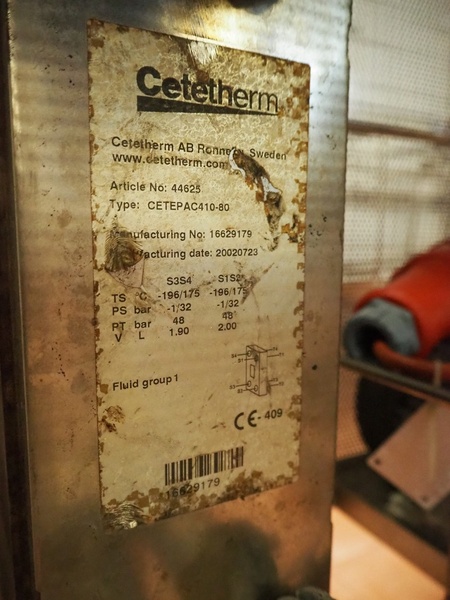 Cetetherm
Cetetherm AB Sweden
www.cetetherm.com
Article No: 44625
Type: CETEPAC410-80
Manufacturing No: 16629179
Manufacturing date: 20020723
S3S4 S1S2
TS °C -196/175 -196/175
PS bar -1/32 -1/32
PT bar 48 48
V L 1.90 2.00
Fluid group 1
CE- 409
16629179